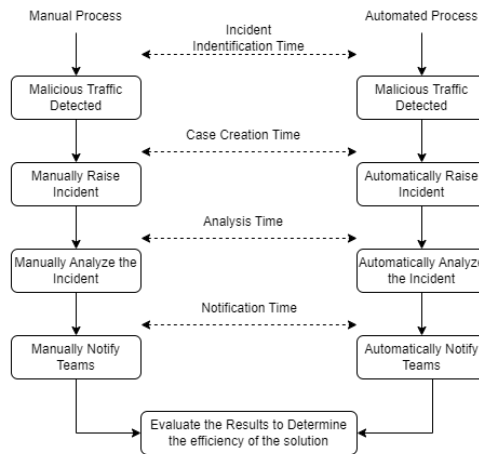 Manual Process
Incident
Indentification Time
Automated Process
Malicious Traffic
Detected
Malicious Traffic
Detected
Case Creation Time
Manually Raise
Incident
Automatically Raise
Incident
Analysis Time
Manually Analyze the
Incident
Automatically Analyze
the Incident
Notification Time
Manually Notify
Teams
Automatically Notify
Teams
Evaluate the Results to Determine
the efficiency of the solution